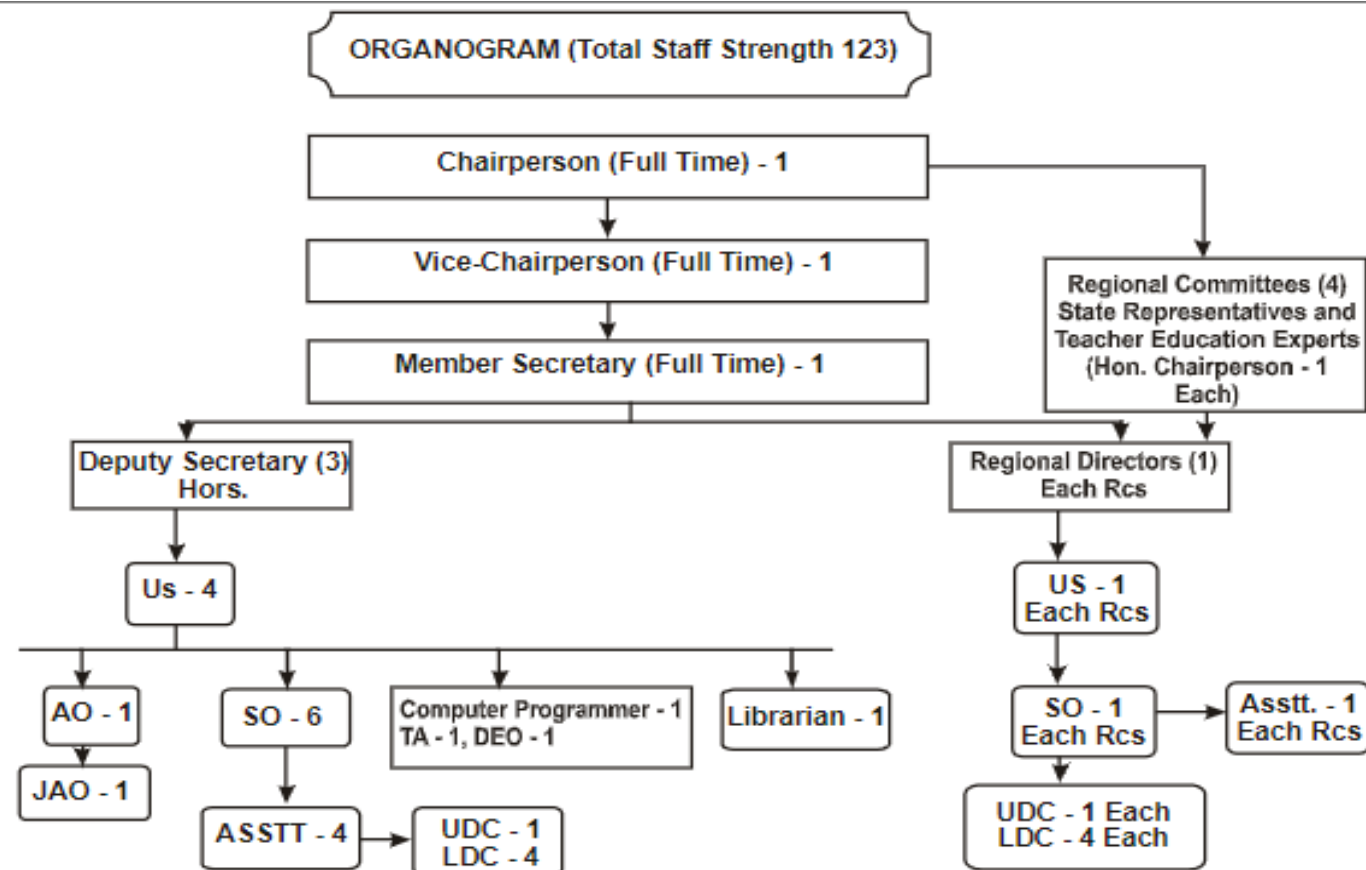 ORGANOGRAM (Total Staff Strength 123)
Chairperson (Full Time) - 1
Vice-Chairperson (Full Time) - 1
Member Secretary (Full Time) - 1
Regional Committees (4)
State Representatives and
Teacher Education Experts
(Hon. Chairperson - 1
Each)
Deputy Secretary (3)
Hors.
Regional Directors (1)
Each Rcs
Us - 4
US - 1
Each Rcs
AO - 1
SO - 6
Computer Programmer - 1
TA - 1, DEO - 1
Librarian - 1
SO - 1
Each Rcs
Asstt. - 1
Each Rcs
JAO - 1
ASSTT - 4
UDC - 1
LDC - 4
UDC - 1 Each
LDC - 4 Each